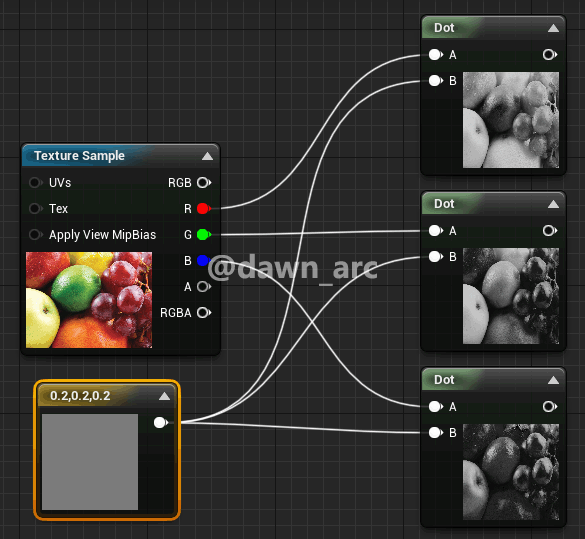 Dot
A
B
Texture Sample
UVs RGB
Tex R
Apply View MipBias G
B
A
RGBA
@dawn_arc
Dot
A
B
0.2,0.2,0.2
Dot
A
B